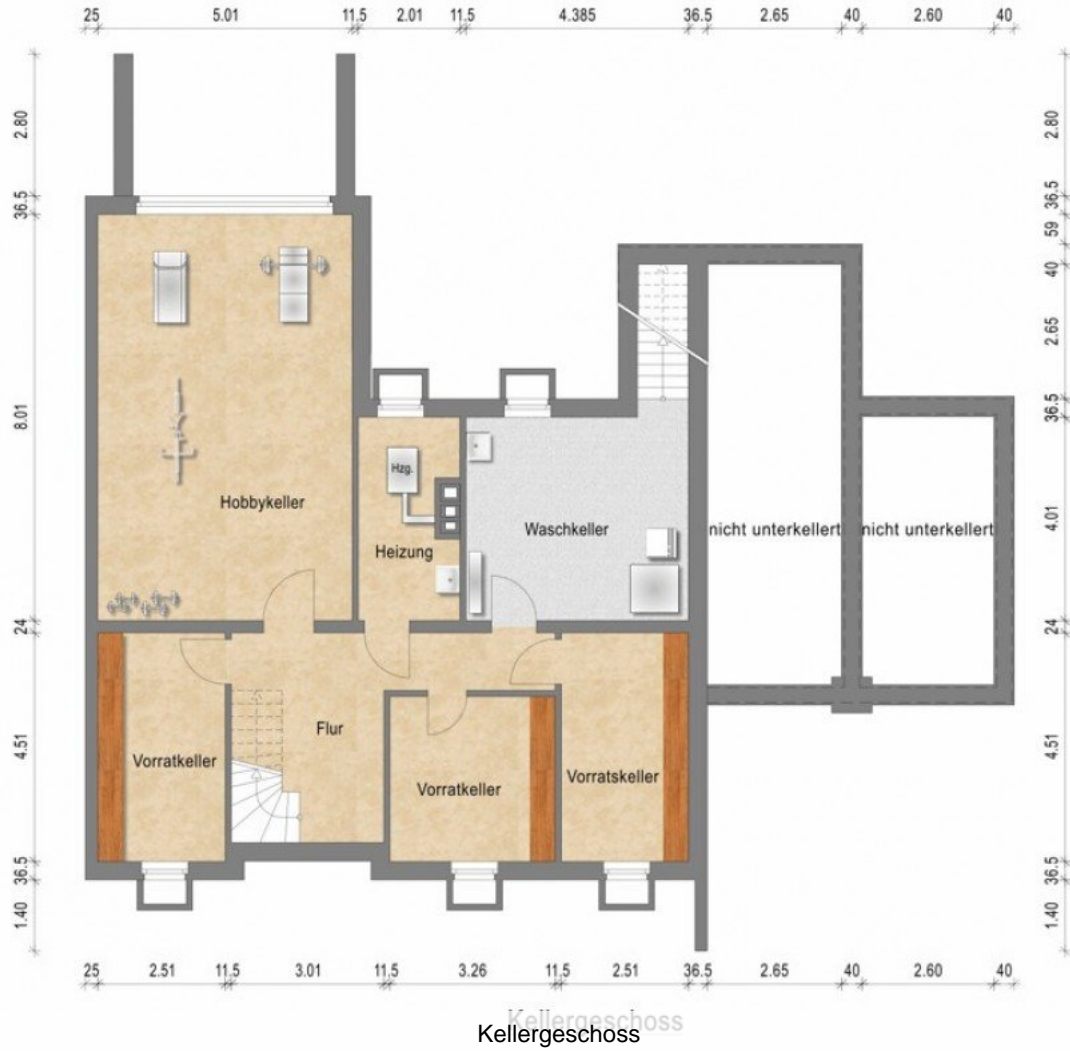 25 5.01 11.5 2.01 11.5 4.385 36.5 2.65 40 2.60 40
2.80
36.5
8.01
24
4.51
36.5
1.40
2.80
36.5
59
40
2.65
36.5
4.01
24
4.51
36.5
1.40
Hzg.
Hobbykeller
Heizung
Waschkeller
nicht unterkellert
nicht unterkellert
Flur
Vorratkeller
Vorratkeller
Vorratskeller
25 2.51 11.5 3.01 11.5 3.26 11.5 2.51 36.5 2.65 40 2.60 40
Kellergeschoss
Kellergeschoss